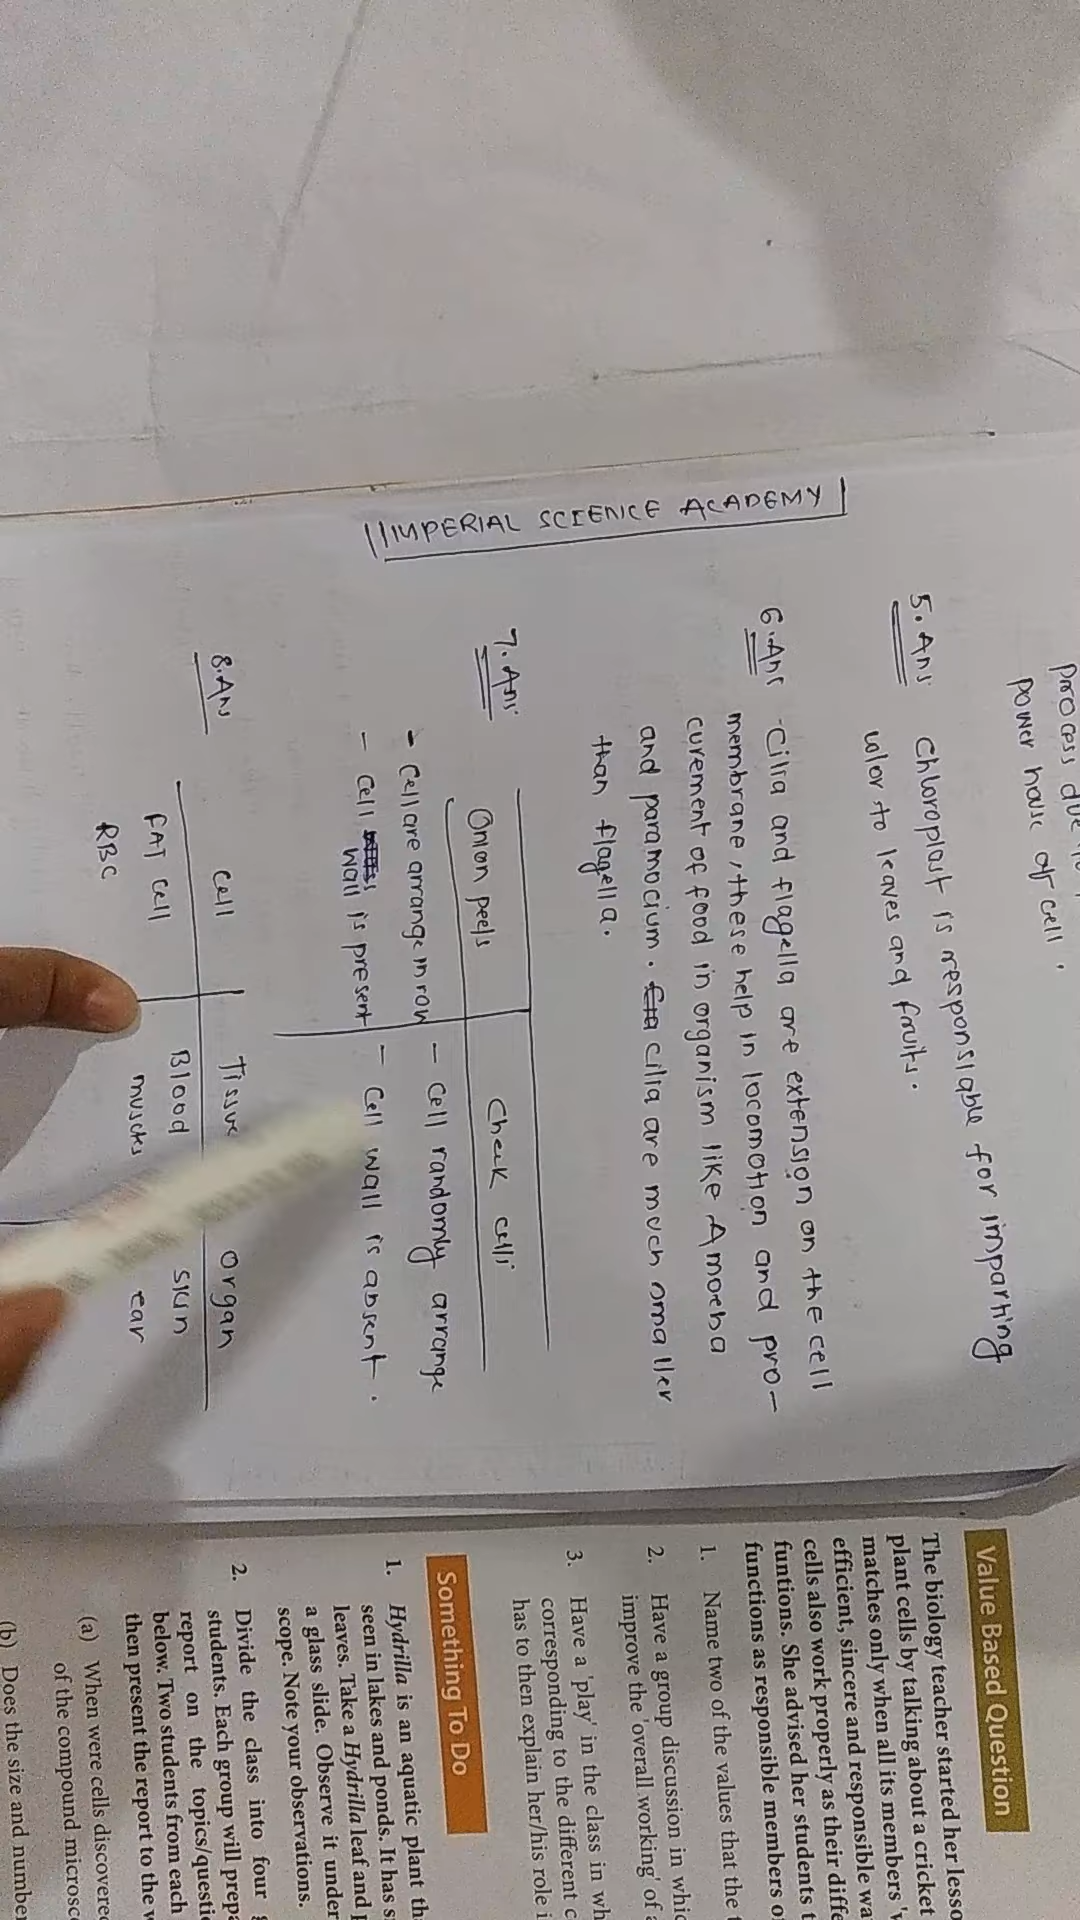 process due to
power house of cell.
IMPERIAL SCIENCE ACADEMY
5. Ans Chloroplast is responsiable for imparting
color to leaves and fruits.
6. Ans - Cilia and flagella are extension on the cell
membrane, these help in locomotion and pro-
curement of food in organism like Amoeba
and paramocium. cilia are much smaller
than flagella.
7. Ans
Onion peels Cheek cells
- Cell are arrange in row - Cell randomly arrange
- Cell wall is present - Cell wall is absent.
8. AN
Cell Tissue Organ
FAT cell Blood skin
RBC muscles ear
Value Based Question
The biology teacher started her lesso
plant cells by talking about a cricket
matches only when all its members 'w
efficient, sincere and responsible wa
cells also work properly as their diffe
funtions. She advised her students t
functions as responsible members o
1. Name two of the values that the t
2. Have a group discussion in whic
improve the 'overall working' of a
3. Have a 'play' in the class in wh
corresponding to the different c
has to then explain her/his role i
Something To Do
1. Hydrilla is an aquatic plant th
seen in lakes and ponds. It has s
leaves. Take a Hydrilla leaf and p
a glass slide. Observe it under
scope. Note your observations.
2. Divide the class into four g
students. Each group will prepa
report on the topics/questi
below. Two students from each
then present the report to the w
(a) When were cells discovered
of the compound microsc
(b) Does the size and number